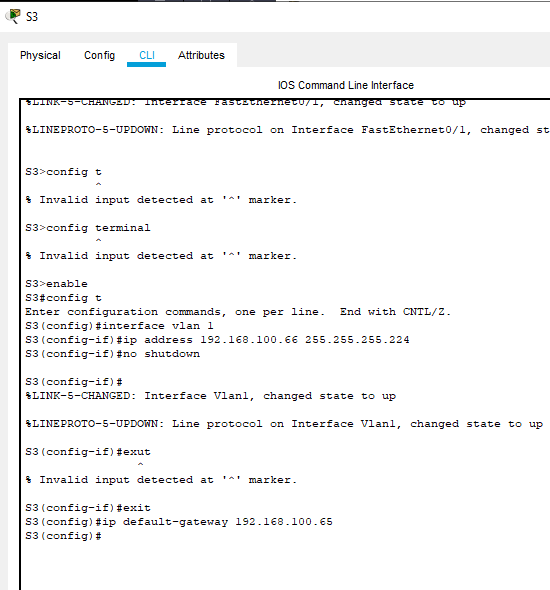 S3
Physical Config CLI Attributes
IOS Command Line Interface
%LINK-5-CHANGED: Interface FastEthernet0/1, changed state to up
%LINEPROTO-5-UPDOWN: Line protocol on Interface FastEthernet0/1, changed st
S3>config t
^
% Invalid input detected at '^' marker.
S3>config terminal
^
% Invalid input detected at '^' marker.
S3>enable
S3#config t
Enter configuration commands, one per line. End with CNTL/Z.
S3(config)#interface vlan 1
S3(config-if)#ip address 192.168.100.66 255.255.255.224
S3(config-if)#no shutdown
S3(config-if)#
%LINK-5-CHANGED: Interface Vlan1, changed state to up
%LINEPROTO-5-UPDOWN: Line protocol on Interface Vlan1, changed state to up
S3(config-if)#exut
^
% Invalid input detected at '^' marker.
S3(config-if)#exit
S3(config)#ip default-gateway 192.168.100.65
S3(config)#